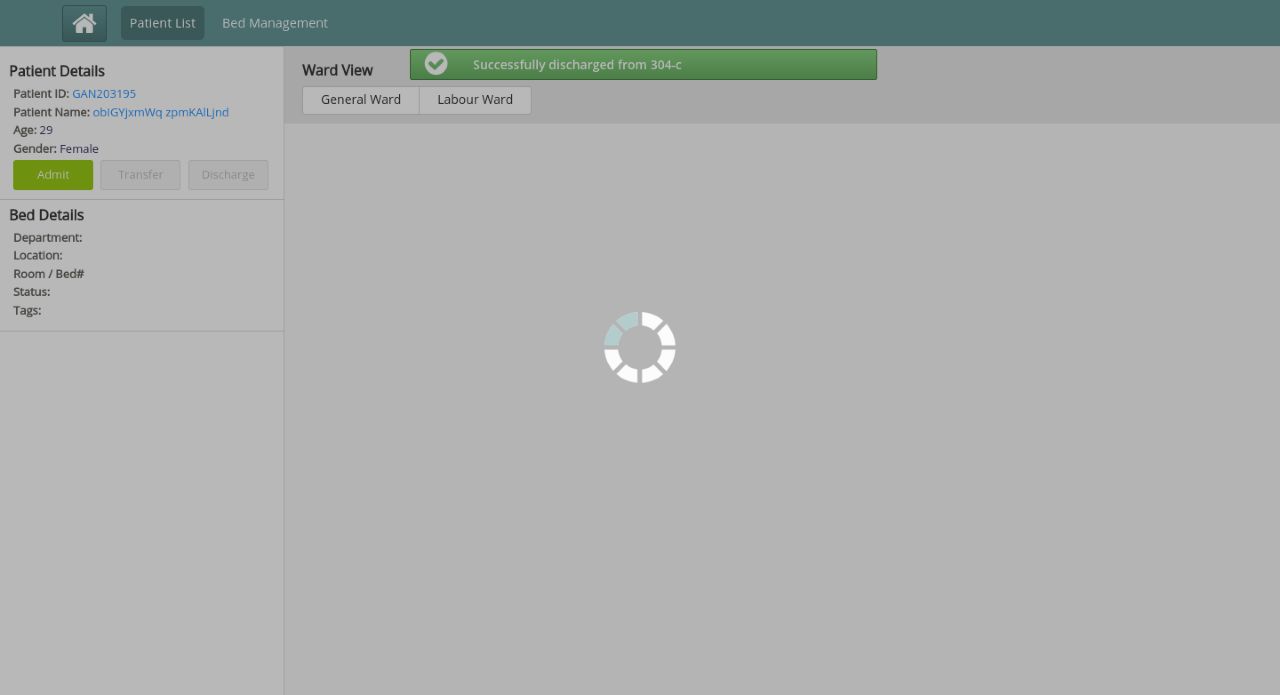 Patient List
Bed Management
Patient Details
Patient ID: GAN203195
Patient Name: obIGYjxmWq zpmKAlLjnd
Age: 29
Gender: Female
Admit
Transfer
Discharge
Bed Details
Department:
Location:
Room / Bed#
Status:
Tags:
Ward View
Successfully discharged from 304-c
General Ward
Labour Ward